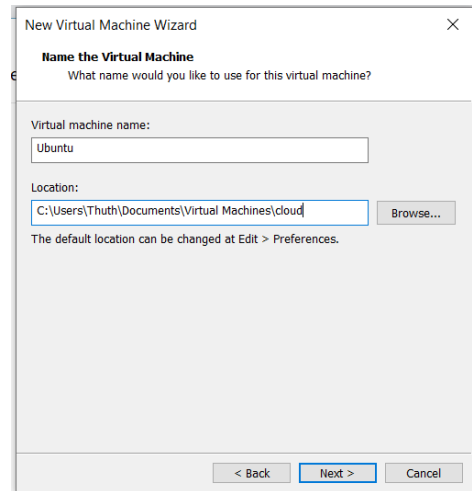 New Virtual Machine Wizard
Name the Virtual Machine
What name would you like to use for this virtual machine?
Virtual machine name:
Ubuntu
Location:
C:\Users\Thuth\Documents\Virtual Machines\cloud
Browse...
The default location can be changed at Edit > Preferences.
< Back Next > Cancel